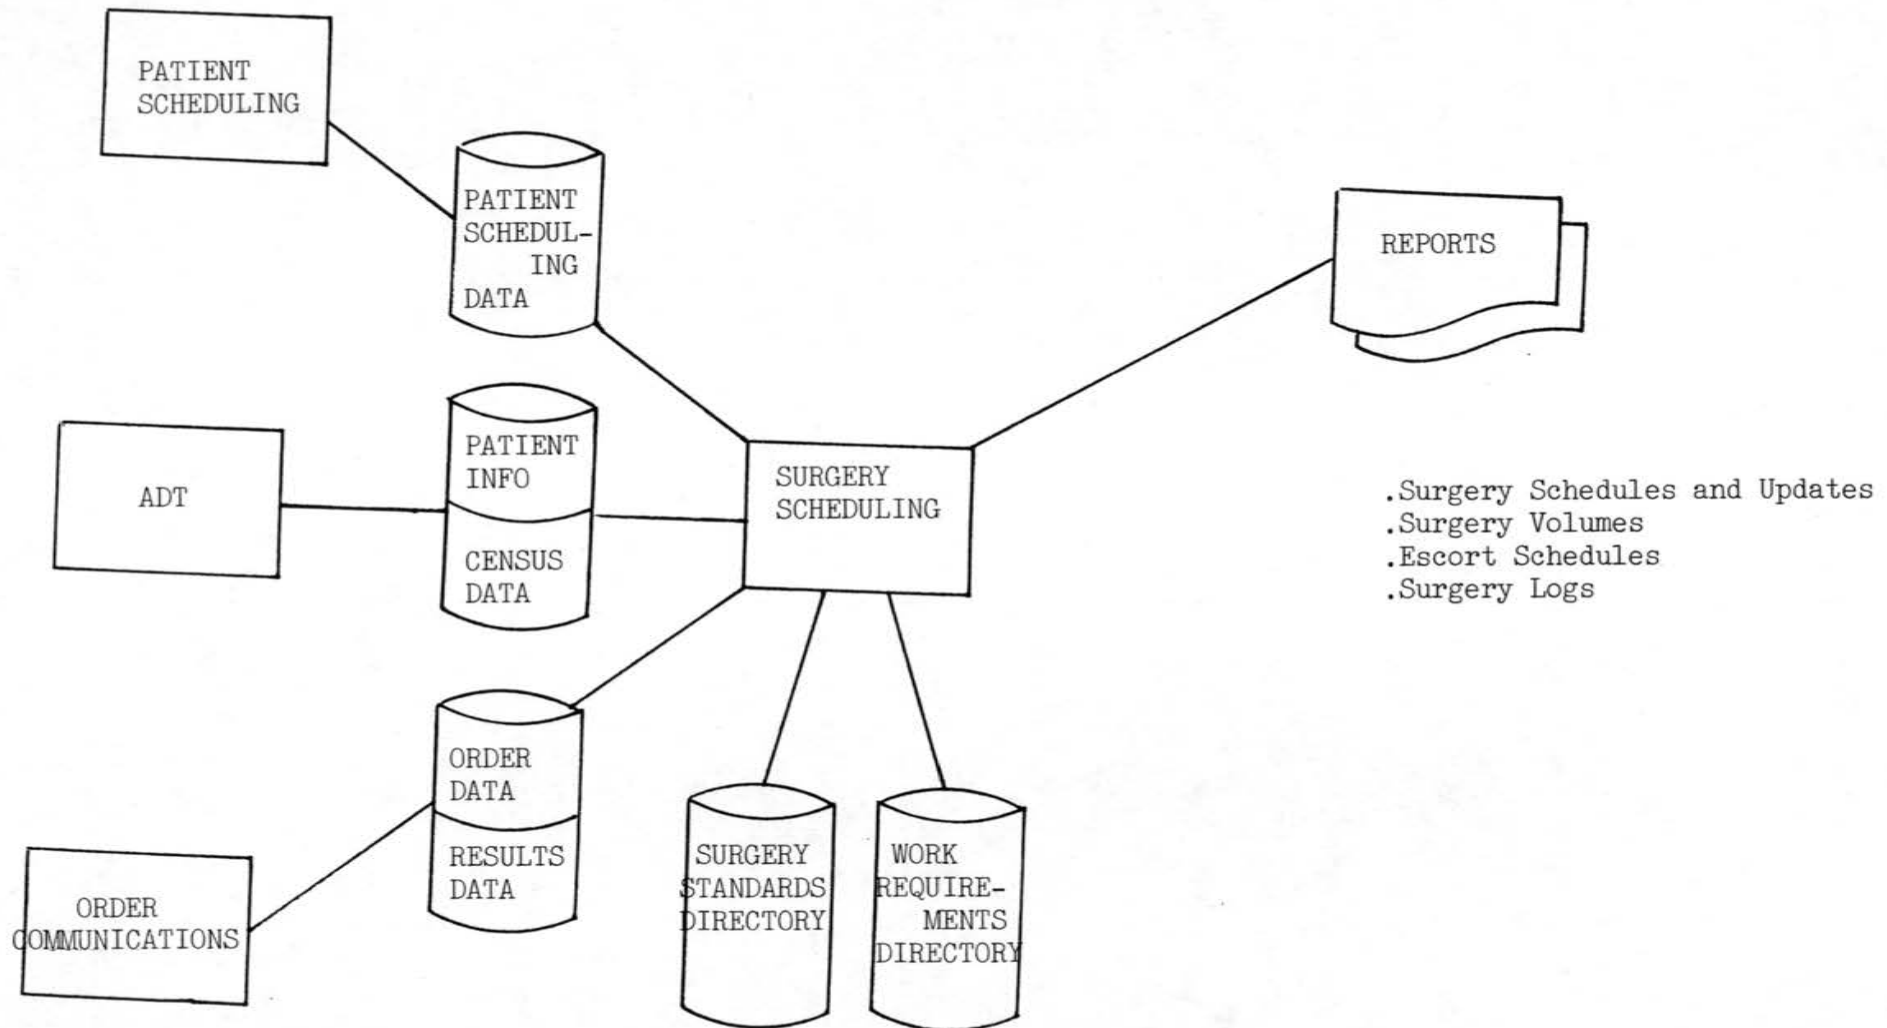 PATIENT
SCHEDULING
PATIENT
SCHEDUL-
ING
DATA
REPORTS
ADT
PATIENT
INFO
CENSUS
DATA
SURGERY
SCHEDULING
.Surgery Schedules and Updates
.Surgery Volumes
.Escort Schedules
.Surgery Logs
ORDER
COMMUNICATIONS
ORDER
DATA
RESULTS
DATA
SURGERY
STANDARDS
DIRECTORY
WORK
REQUIRE-
MENTS
DIRECTORY